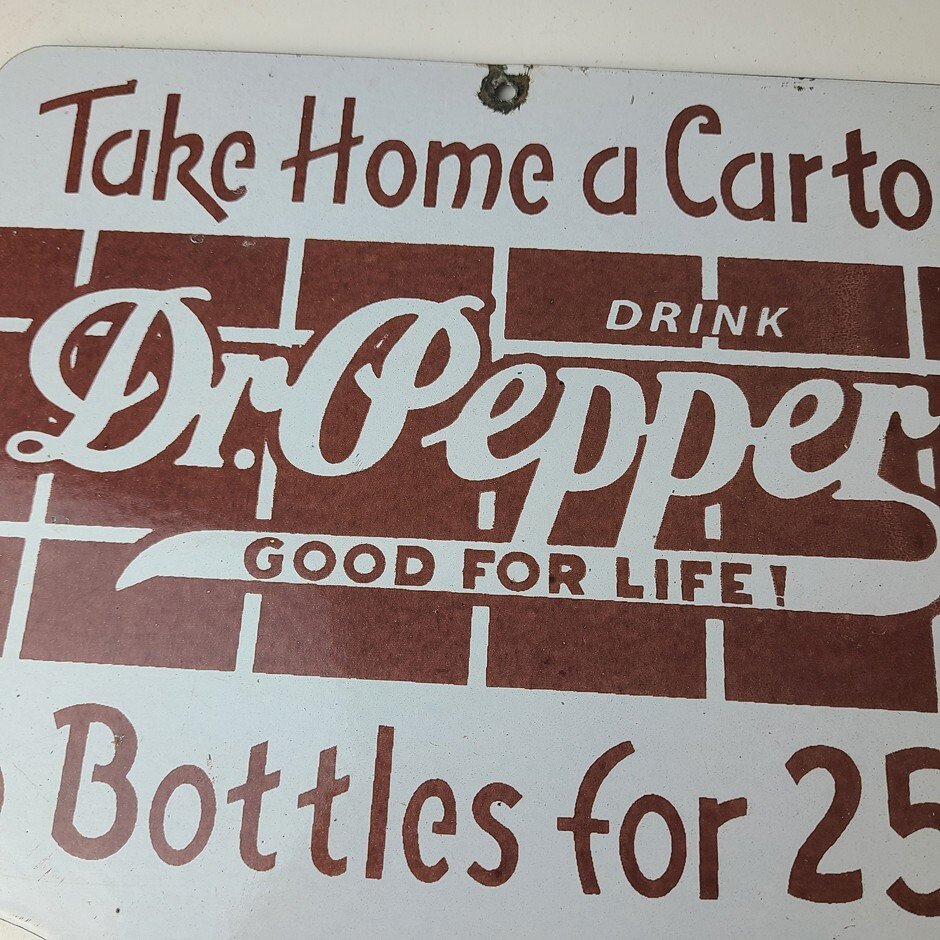 Take Home a Carto
DRINK
Dr. Pepper
GOOD FOR LIFE!
Bottles for 25